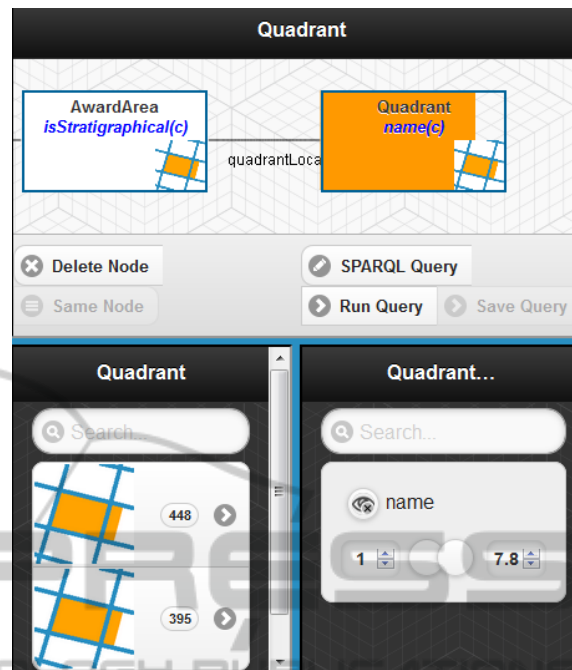 Quadrant
AwardArea
isStratigraphical(c)
quadrantLoca
Quadrant
name(c)
Delete Node
SPARQL Query
Same Node
Run Query
Save Query
Quadrant
Quadrant...
Search...
Search...
name
448
1
7.8
395